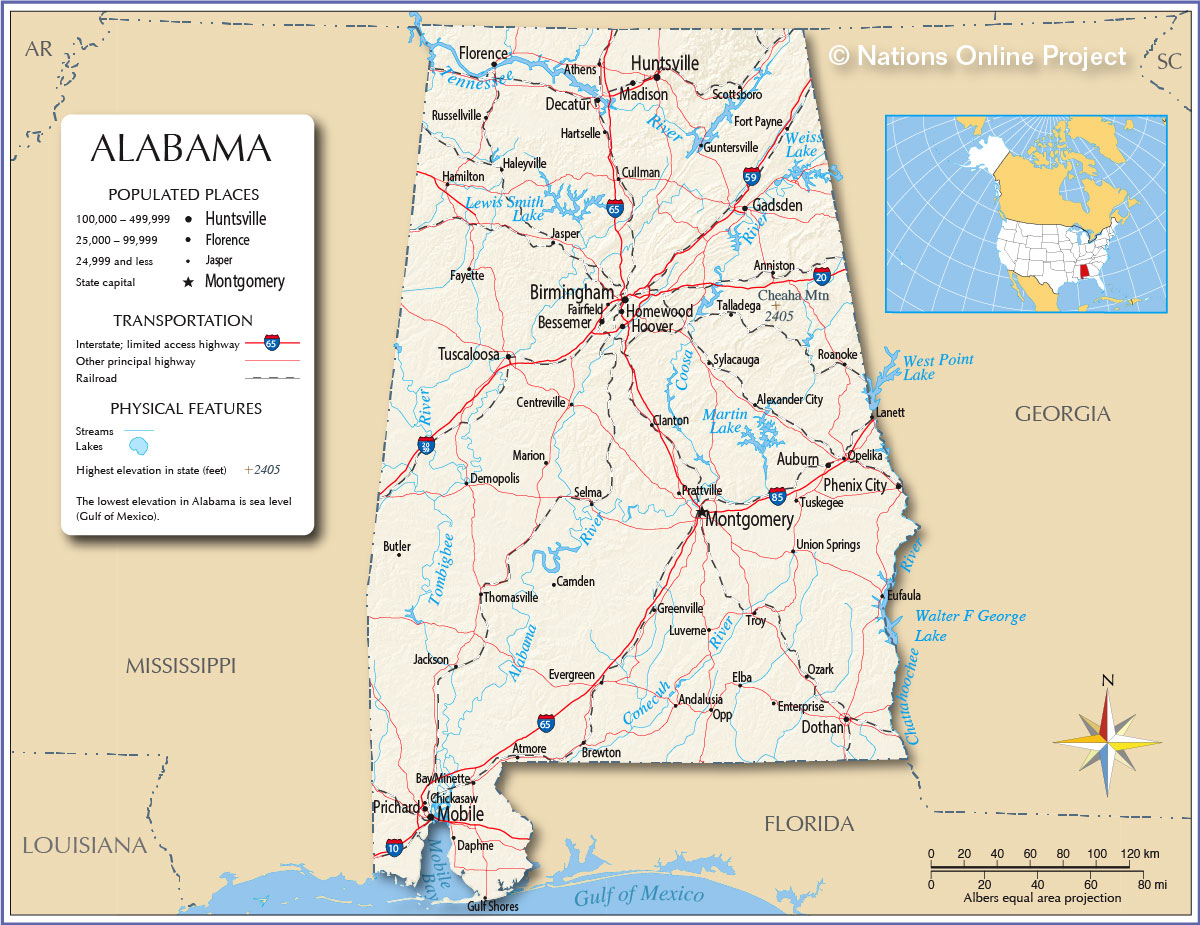 AR
© Nations Online Project
SC
ALABAMA
POPULATED PLACES
100,000 – 499,999 Huntsville
25,000 – 99,999 Florence
24,999 and less Jasper
State capital Montgomery
TRANSPORTATION
Interstate; limited access highway 65
Other principal highway
Railroad
PHYSICAL FEATURES
Streams
Lakes
Highest elevation in state (feet) +2405
The lowest elevation in Alabama is sea level
(Gulf of Mexico).
Florence
Tennessee
Athens
Huntsville
Madison
Decatur
Scottsboro
Russellville
River
Fort Payne
Hartselle
Weiss
Lake
Guntersville
Haleyville
Hamilton
Cullman
59
Lewis Smith
Lake
65
Gadsden
River
Jasper
Fayette
Anniston
20
Birmingham
Cheaha Mtn
2405
Fairfield
Homewood
Talladega
Bessemer
Hoover
Tuscaloosa
Coosa
Sylacauga
Roanoke
West Point
Lake
River
Centreville
Alexander City
Martin
Lake
Lanett
GEORGIA
Clanton
20
59
Marion
Auburn
Opelika
Demopolis
Selma
Prattville
85
Phenix City
Tuskegee
Montgomery
River
Butler
Tombigbee
Union Springs
River
Camden
Thomasville
Eufaula
Greenville
Walter F George
Lake
Troy
Luverne
River
Alabama
MISSISSIPPI
Jackson
Evergreen
Ozark
Elba
Chattahoochee
N
Conecuh
Andalusia
Opp
Enterprise
Dothan
65
Atmore
Brewton
Bay Minette
Chickasaw
Prichard
Mobile
FLORIDA
LOUISIANA
10
Daphne
Mobile
Bay
Gulf of Mexico
Gulf Shores
0 20 40 60 80 100 120 km
0 20 40 60 80 mi
Albers equal area projection